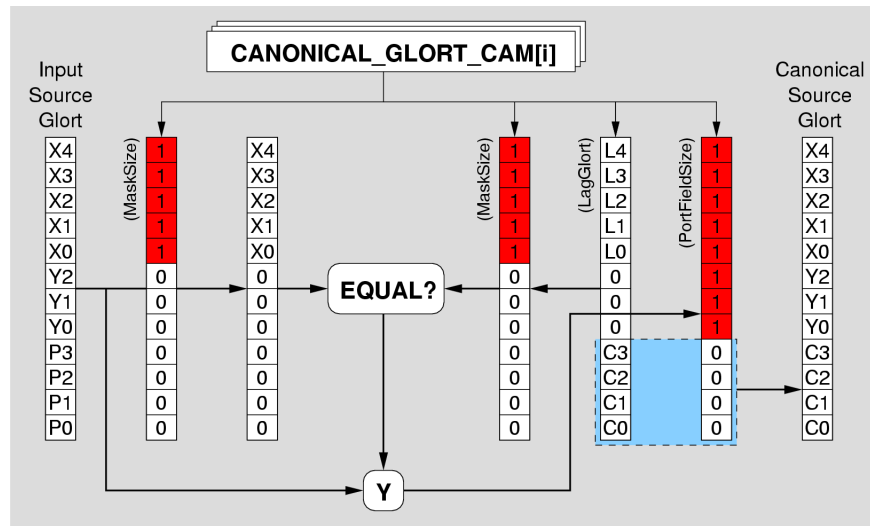 CANONICAL_GLORT_CAM[i]
Input
Source
Glort
Canonical
Source
Glort
(MaskSize)
(MaskSize)
(LagGlort)
(PortFieldSize)
X4 1 X4 1 L4 1 X4
X3 1 X3 1 L3 1 X3
X2 1 X2 1 L2 1 X2
X1 1 X1 1 L1 1 X1
X0 1 X0 1 L0 1 X0
Y2 0 0 0 0 1 Y2
Y1 0 0 EQUAL? 0 0 1 Y1
Y0 0 0 0 0 1 Y0
P3 0 0 0 C3 0 C3
P2 0 0 0 C2 0 C2
P1 0 0 0 C1 0 C1
P0 0 0 0 C0 0 C0
Y